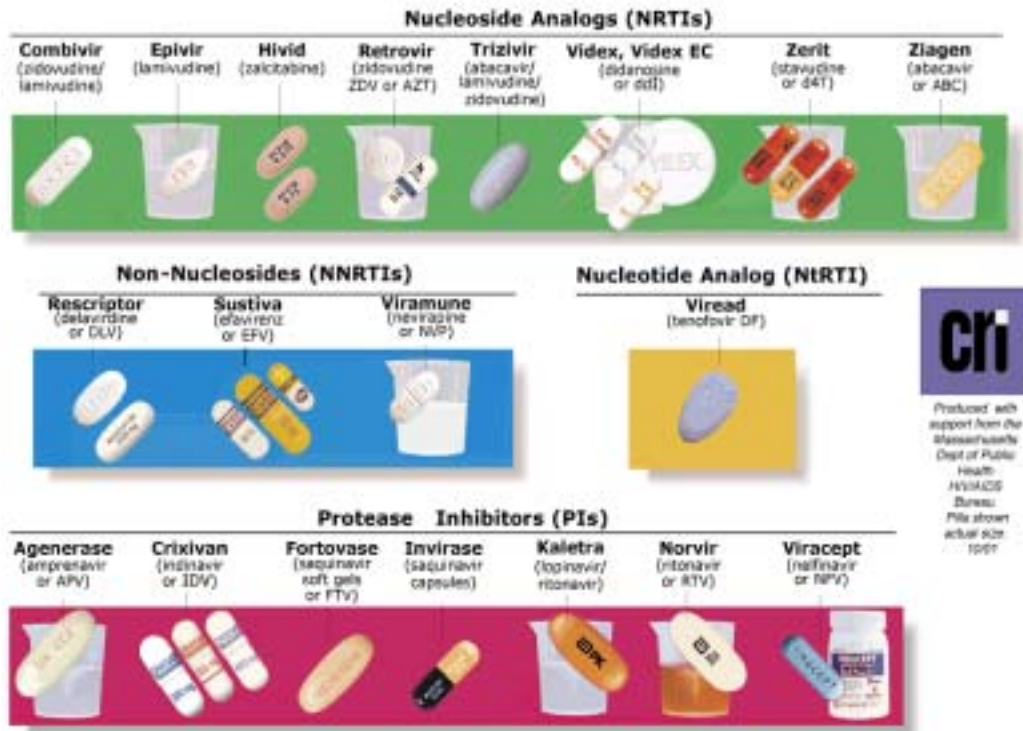 Nucleoside Analogs (NRTIs)
Combivir
(zidovudine/
lamivudine)
Epivir
(lamivudine)
Hivid
(zalcitabine)
Retrovir
(zidovudine
ZDV or AZT)
Trizivir
(abacavir/
lamivudine/
zidovudine)
Videx, Videx EC
(didanosine
or ddI)
Zerit
(stavudine
or d4T)
Ziagen
(abacavir
or ABC)
VIDEX
Non-Nucleosides (NNRTIs)
Rescriptor
(delavirdine
or DLV)
Sustiva
(efavirenz
or EFV)
Viramune
(nevirapine
or NVP)
Nucleotide Analog (NtRTI)
Viread
(tenofovir DF)
cri
Produced with
support from the
Massachusetts
Dept of Public
Health
HIV/AIDS
Bureau.
Pills shown
actual size.
10/01
Protease Inhibitors (PIs)
Agenerase
(amprenavir
or APV)
Crixivan
(indinavir
or IDV)
Fortovase
(saquinavir
soft gels
or FTV)
Invirase
(saquinavir
capsules)
Kaletra
(lopinavir/
ritonavir)
Norvir
(ritonavir
or RTV)
Viracept
(nelfinavir
or NFV)
PK
VIRACEPT
VIRACEPT